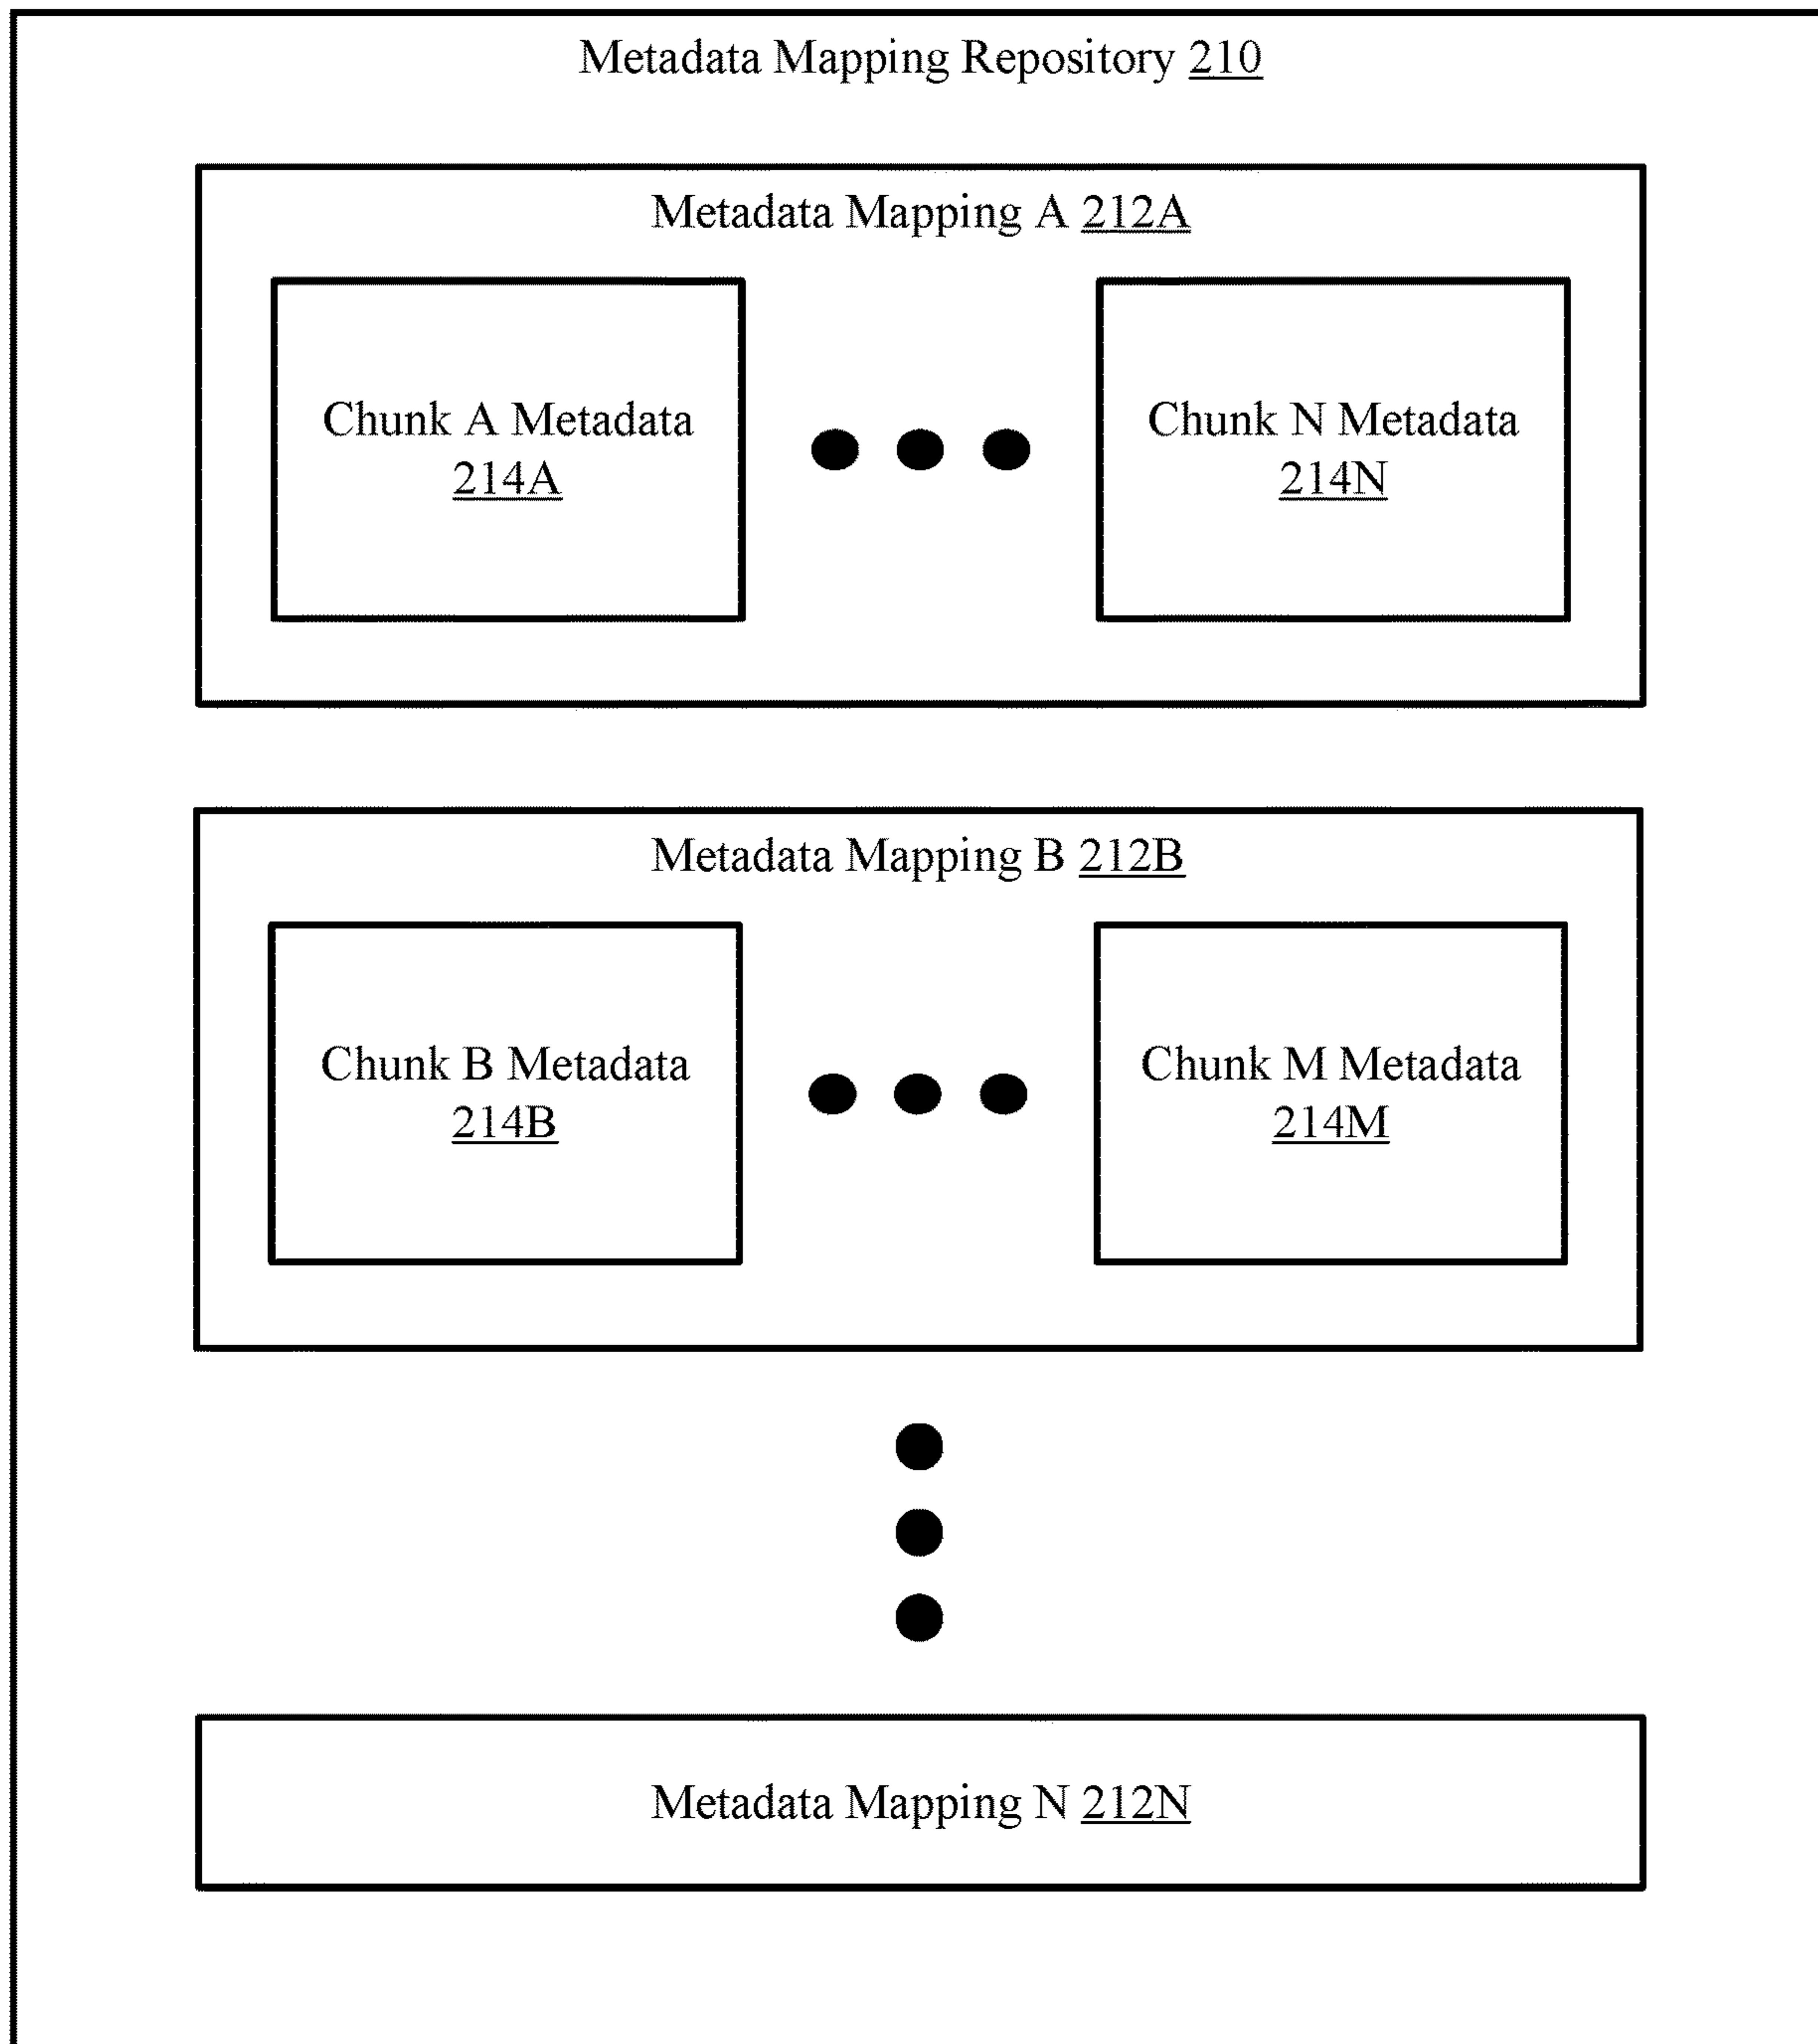 Metadata Mapping Repository 210
Metadata Mapping A 212A
Chunk A Metadata
214A
Chunk N Metadata
214N
Metadata Mapping B 212B
Chunk B Metadata
214B
Chunk M Metadata
214M
Metadata Mapping N 212N